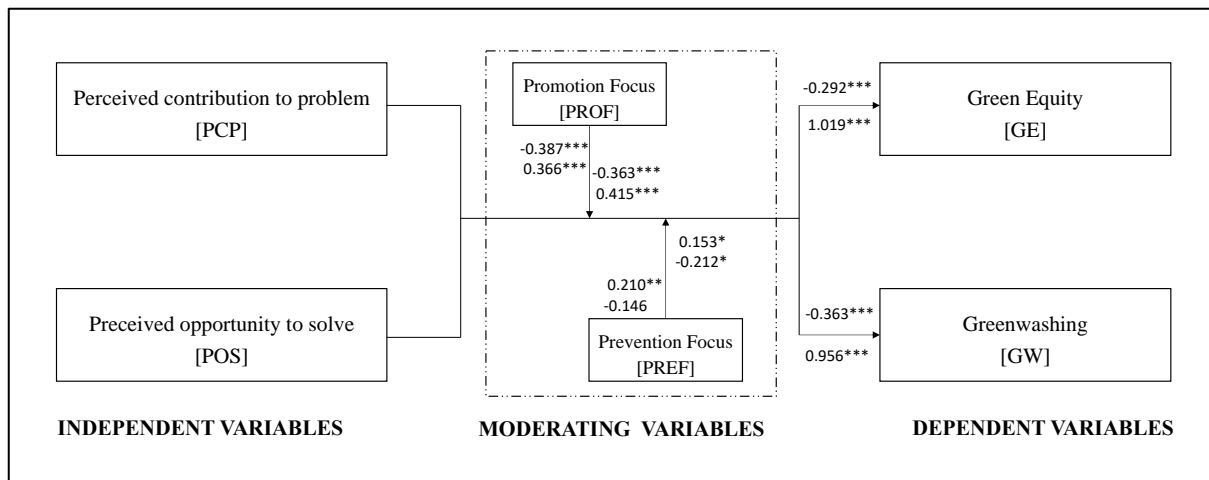 Perceived contribution to problem
[PCP]
Promotion Focus
[PROF]
-0.292***
1.019***
Green Equity
[GE]
-0.387***
0.366***
-0.363***
0.415***
0.153*
-0.212*
0.210**
-0.146
Preceived opportunity to solve
[POS]
Prevention Focus
[PREF]
-0.363***
0.956***
Greenwashing
[GW]
INDEPENDENT VARIABLES
MODERATING VARIABLES
DEPENDENT VARIABLES